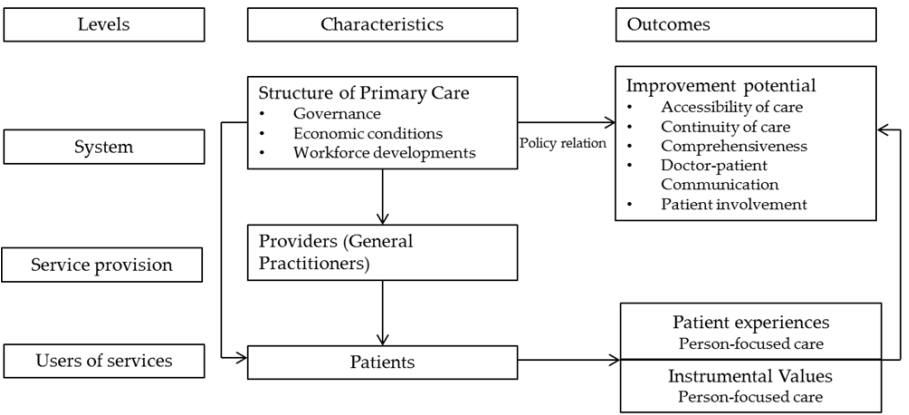 Levels
Characteristics
Outcomes
System
Structure of Primary Care
• Governance
• Economic conditions
• Workforce developments
Policy relation
Improvement potential
• Accessibility of care
• Continuity of care
• Comprehensiveness
• Doctor-patient
Communication
• Patient involvement
Service provision
Providers (General
Practitioners)
Users of services
Patients
Patient experiences
Person-focused care
Instrumental Values
Person-focused care